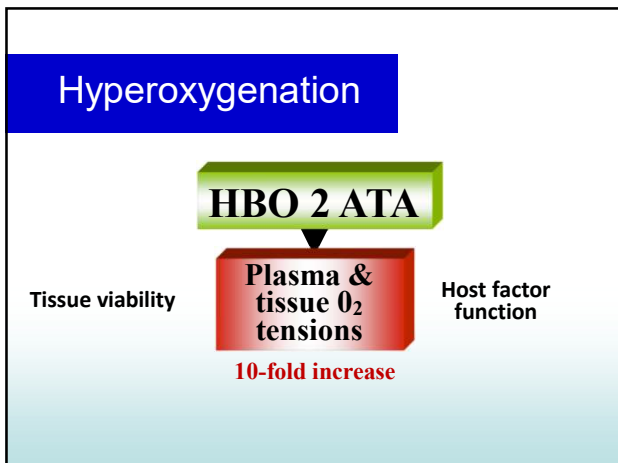 Hyperoxygenation
HBO 2 ATA
Tissue viability
Plasma &
tissue 0₂
tensions
Host factor
function
10-fold increase